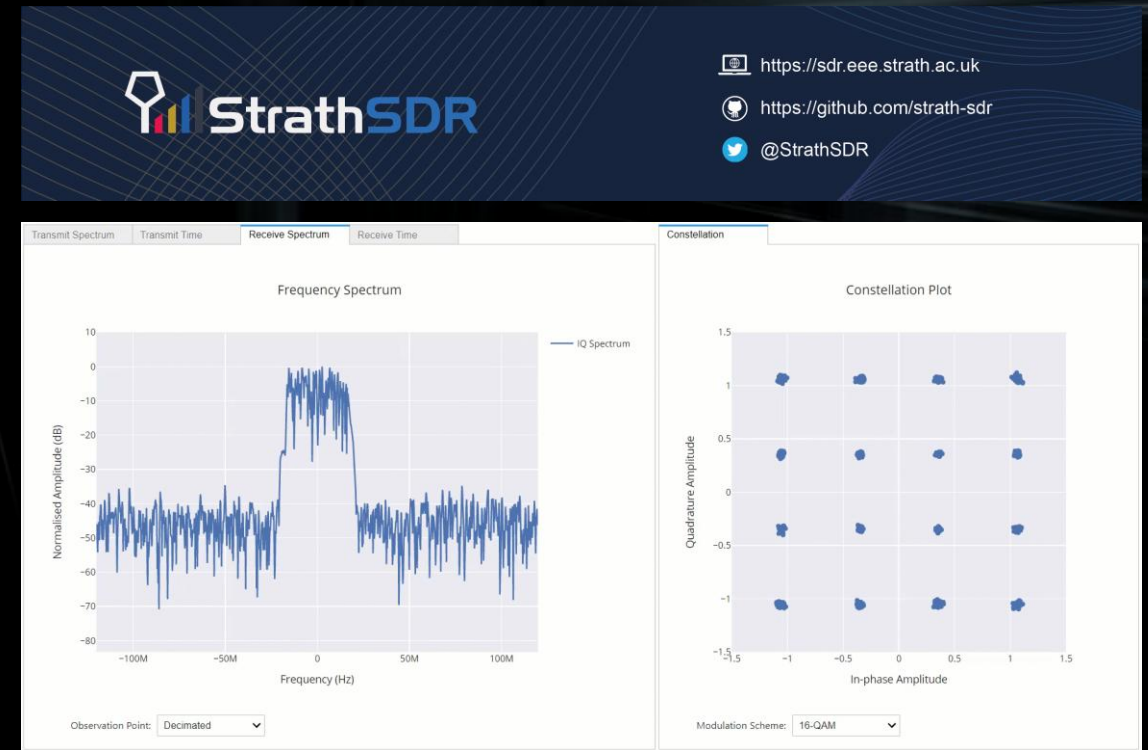 StrathSDR
https://sdr.eee.strath.ac.uk
https://github.com/strath-sdr
@StrathSDR
Transmit Spectrum Transmit Time Receive Spectrum Receive Time
Frequency Spectrum
10
0
−10
−20
−30
−40
−50
−60
−70
−80
Normalised Amplitude (dB)
IQ Spectrum
−100M −50M 0 50M 100M
Frequency (Hz)
Observation Point: Decimated
Constellation
Constellation Plot
1.5
1
0.5
0
−0.5
−1
−1.5
Quadrature Amplitude
−1.5 −1 −0.5 0 0.5 1 1.5
In-phase Amplitude
Modulation Scheme: 16-QAM